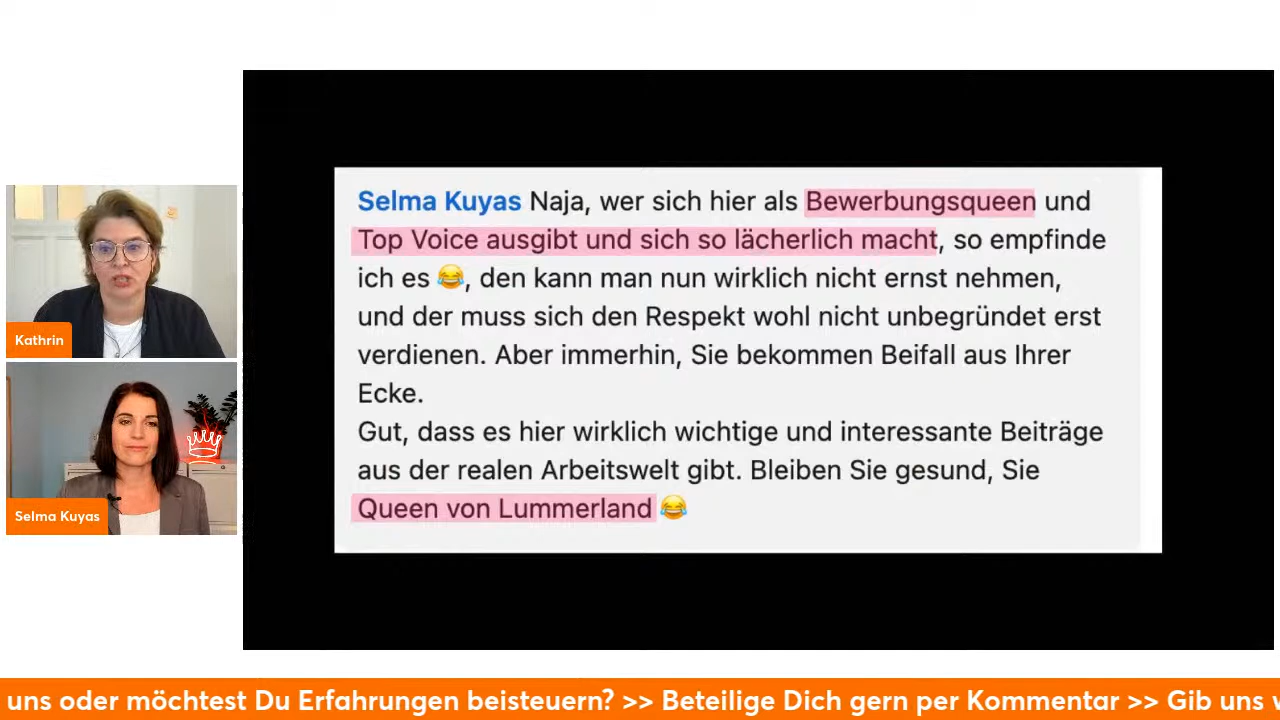 Kathrin
Selma Kuyas
Selma Kuyas Naja, wer sich hier als Bewerbungsqueen und
Top Voice ausgibt und sich so lächerlich macht, so empfinde
ich es 😂, den kann man nun wirklich nicht ernst nehmen,
und der muss sich den Respekt wohl nicht unbegründet erst
verdienen. Aber immerhin, Sie bekommen Beifall aus Ihrer
Ecke.
Gut, dass es hier wirklich wichtige und interessante Beiträge
aus der realen Arbeitswelt gibt. Bleiben Sie gesund, Sie
Queen von Lummerland 😂
uns oder möchtest Du Erfahrungen beisteuern? >> Beteilige Dich gern per Kommentar >> Gib uns